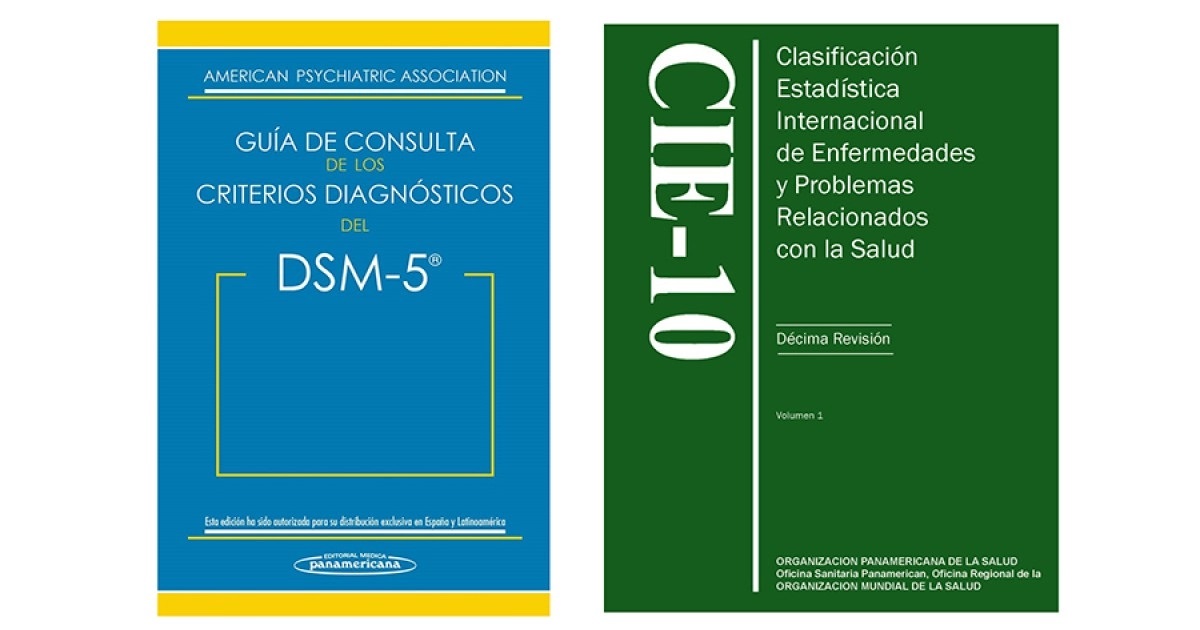 AMERICAN PSYCHIATRIC ASSOCIATION
GUÍA DE CONSULTA
DE LOS
CRITERIOS DIAGNÓSTICOS
DEL
DSM-5®
Esta edición ha sido autorizada para su distribución exclusiva en España y Latinoamérica
EDITORIAL MEDICA
panamericana
CIE-10
Clasificación
Estadística
Internacional
de Enfermedades
y Problemas
Relacionados
con la Salud
Décima Revisión
Volumen 1
ORGANIZACION PANAMERICANA DE LA SALUD
Oficina Sanitaria Panamerican, Oficina Regional de la
ORGANIZACION MUNDIAL DE LA SALUD